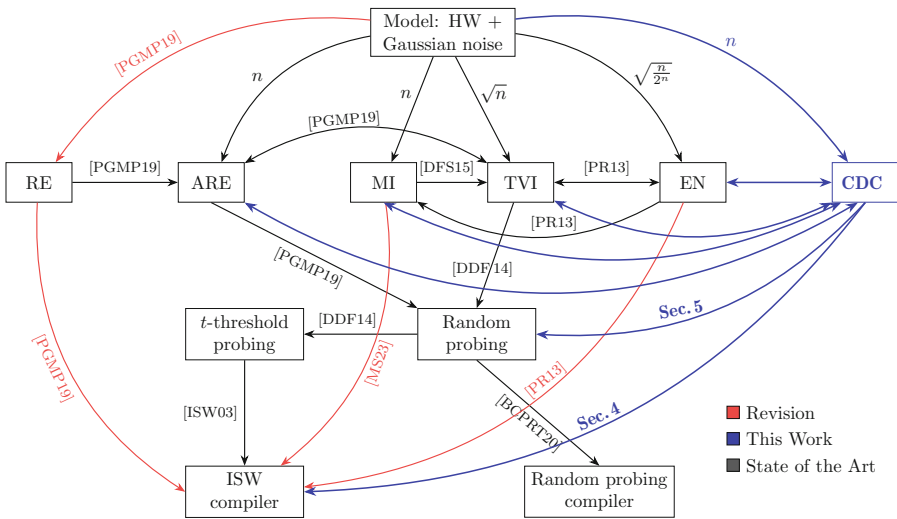 Model: HW +
Gaussian noise
[PGMP19]
n
n
n
√n
√n/2ⁿ
[PGMP19]
RE
[PGMP19]
ARE
MI
[DFS15]
TVI
[PR13]
EN
CDC
[PR13]
[PGMP19]
[DDF14]
Sec. 5
t-threshold
probing
[DDF14]
Random
probing
[PGMP19]
[MS23]
[PR13]
[ISW03]
[BCPRT20]
Sec. 4
Revision
This Work
State of the Art
ISW
compiler
Random probing
compiler